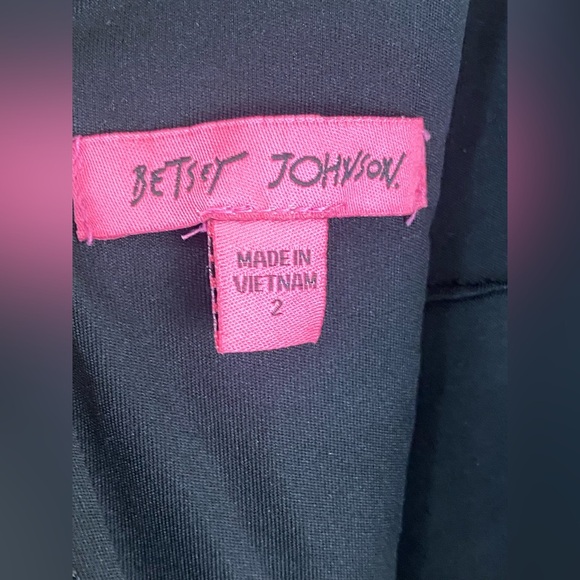 BETSEY JOHNSON.
MADE IN
VIETNAM
2